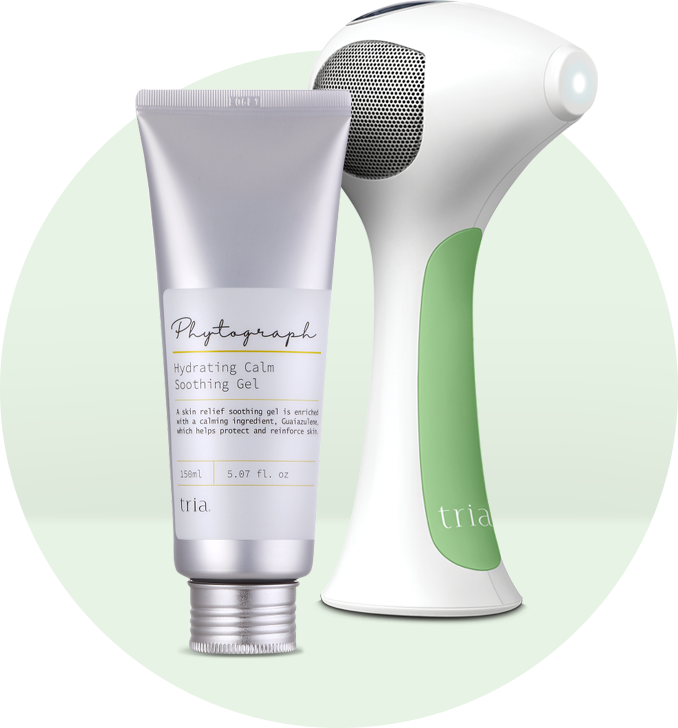 Phytograph
Hydrating Calm
Soothing Gel
A skin relief soothing gel is enriched
with a calming ingredient, Guaiazulene,
which helps protect and reinforce skin.
150ml 5.07 fl. oz
tria
tria